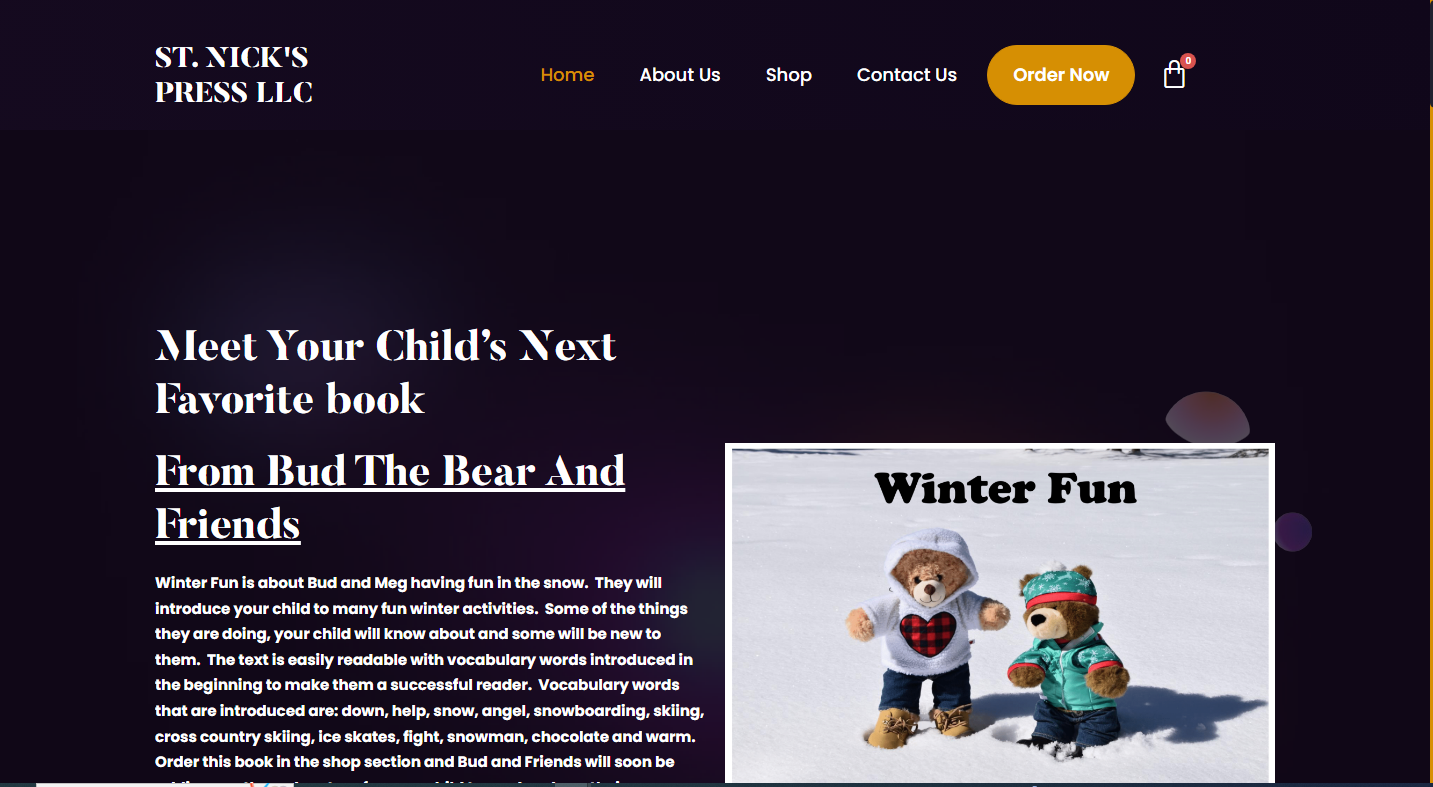 ST. NICK'S
PRESS LLC
Home
About Us
Shop
Contact Us
Order Now
0
Meet Your Child’s Next
Favorite book
From Bud The Bear And
Friends
Winter Fun is about Bud and Meg having fun in the snow. They will
introduce your child to many fun winter activities. Some of the things
they are doing, your child will know about and some will be new to
them. The text is easily readable with vocabulary words introduced in
the beginning to make them a successful reader. Vocabulary words
that are introduced are: down, help, snow, angel, snowboarding, skiing,
cross country skiing, ice skates, fight, snowman, chocolate and warm.
Order this book in the shop section and Bud and Friends will soon be
Winter Fun